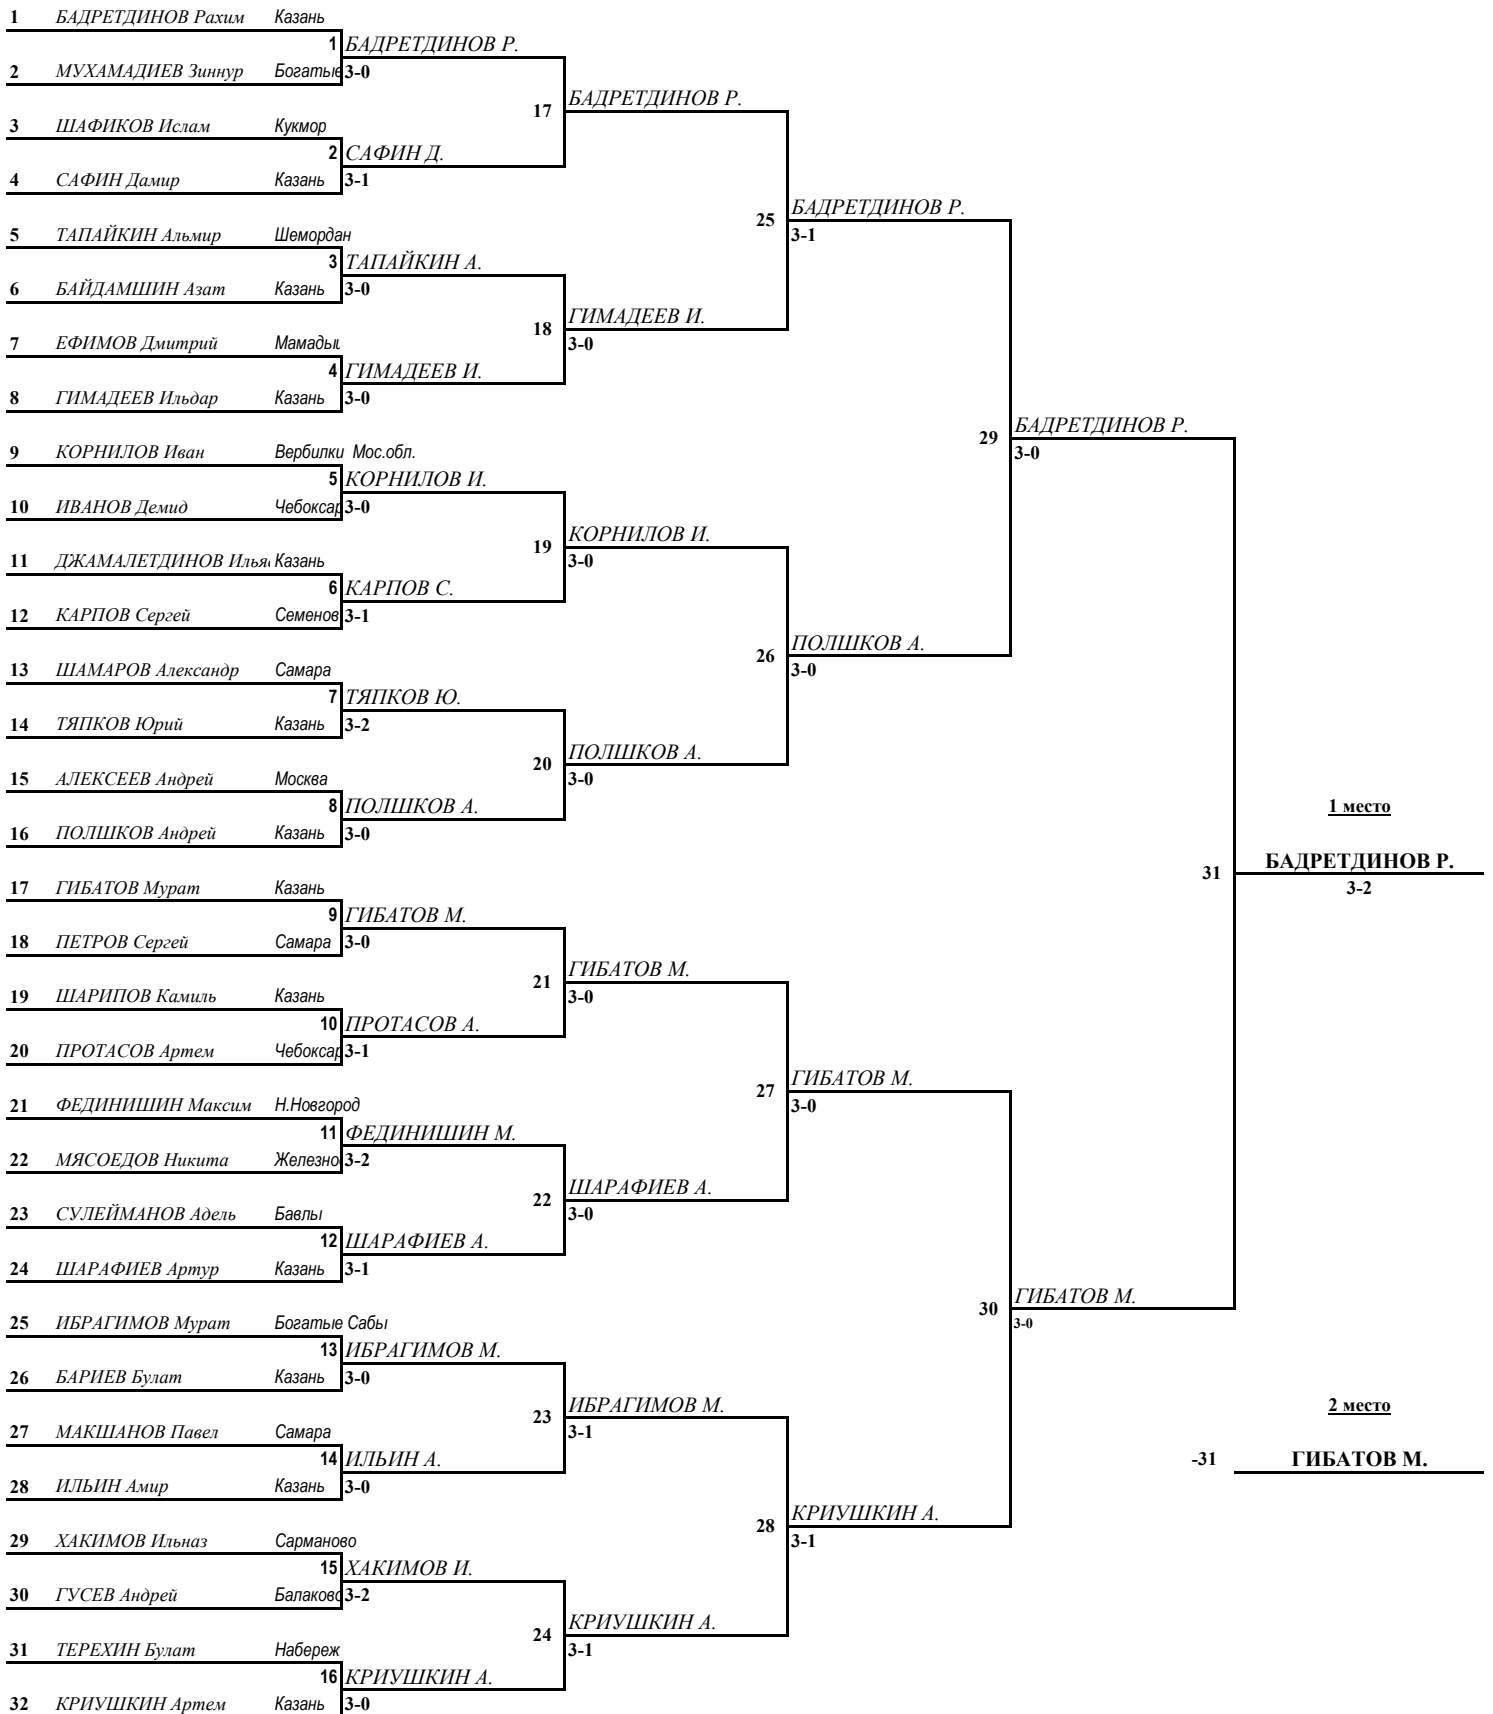 1 БАДРЕТДИНОВ Рахим Казань
1 БАДРЕТДИНОВ Р.
2 МУХАМАДИЕВ Зиннур Богатые 3-0
17 БАДРЕТДИНОВ Р.
3 ШАФИКОВ Ислам Кукмор
2 САФИН Д.
4 САФИН Дамир Казань 3-1
25 БАДРЕТДИНОВ Р.
5 ТАПАЙКИН Альмир Шемордан 3-1
3 ТАПАЙКИН А.
6 БАЙДАМШИН Азат Казань 3-0
18 ГИМАДЕЕВ И.
7 ЕФИМОВ Дмитрий Мамадыш 3-0
4 ГИМАДЕЕВ И.
8 ГИМАДЕЕВ Ильдар Казань 3-0
29 БАДРЕТДИНОВ Р.
9 КОРНИЛОВ Иван Вербилки Мос.обл. 3-0
5 КОРНИЛОВ И.
10 ИВАНОВ Демид Чебоксар 3-0
19 КОРНИЛОВ И.
11 ДЖАМАЛЕТДИНОВ Ильяс Казань 3-0
6 КАРПОВ С.
12 КАРПОВ Сергей Семенов 3-1
26 ПОЛШКОВ А.
13 ШАМАРОВ Александр Самара 3-0
7 ТЯПКОВ Ю.
14 ТЯПКОВ Юрий Казань 3-2
20 ПОЛШКОВ А.
15 АЛЕКСЕЕВ Андрей Москва 3-0
8 ПОЛШКОВ А. 1 место
16 ПОЛШКОВ Андрей Казань 3-0
31 БАДРЕТДИНОВ Р.
17 ГИБАТОВ Мурат Казань 3-2
9 ГИБАТОВ М.
18 ПЕТРОВ Сергей Самара 3-0
21 ГИБАТОВ М.
19 ШАРИПОВ Камиль Казань 3-0
10 ПРОТАСОВ А.
20 ПРОТАСОВ Артем Чебоксар 3-1
27 ГИБАТОВ М.
21 ФЕДИНИШИН Максим Н.Новгород 3-0
11 ФЕДИНИШИН М.
22 МЯСОЕДОВ Никита Железно 3-2
22 ШАРАФИЕВ А.
23 СУЛЕЙМАНОВ Адель Бавлы 3-0
12 ШАРАФИЕВ А.
24 ШАРАФИЕВ Артур Казань 3-1
30 ГИБАТОВ М.
25 ИБРАГИМОВ Мурат Богатые Сабы 3-0
13 ИБРАГИМОВ М.
26 БАРИЕВ Булат Казань 3-0
23 ИБРАГИМОВ М. 2 место
27 МАКШАНОВ Павел Самара 3-1
14 ИЛЬИН А. -31 ГИБАТОВ М.
28 ИЛЬИН Амир Казань 3-0
28 КРИУШКИН А.
29 ХАКИМОВ Ильназ Сарманово 3-1
15 ХАКИМОВ И.
30 ГУСЕВ Андрей Балаково 3-2
24 КРИУШКИН А.
31 ТЕРЕХИН Булат Набереж 3-1
16 КРИУШКИН А.
32 КРИУШКИН Артем Казань 3-0